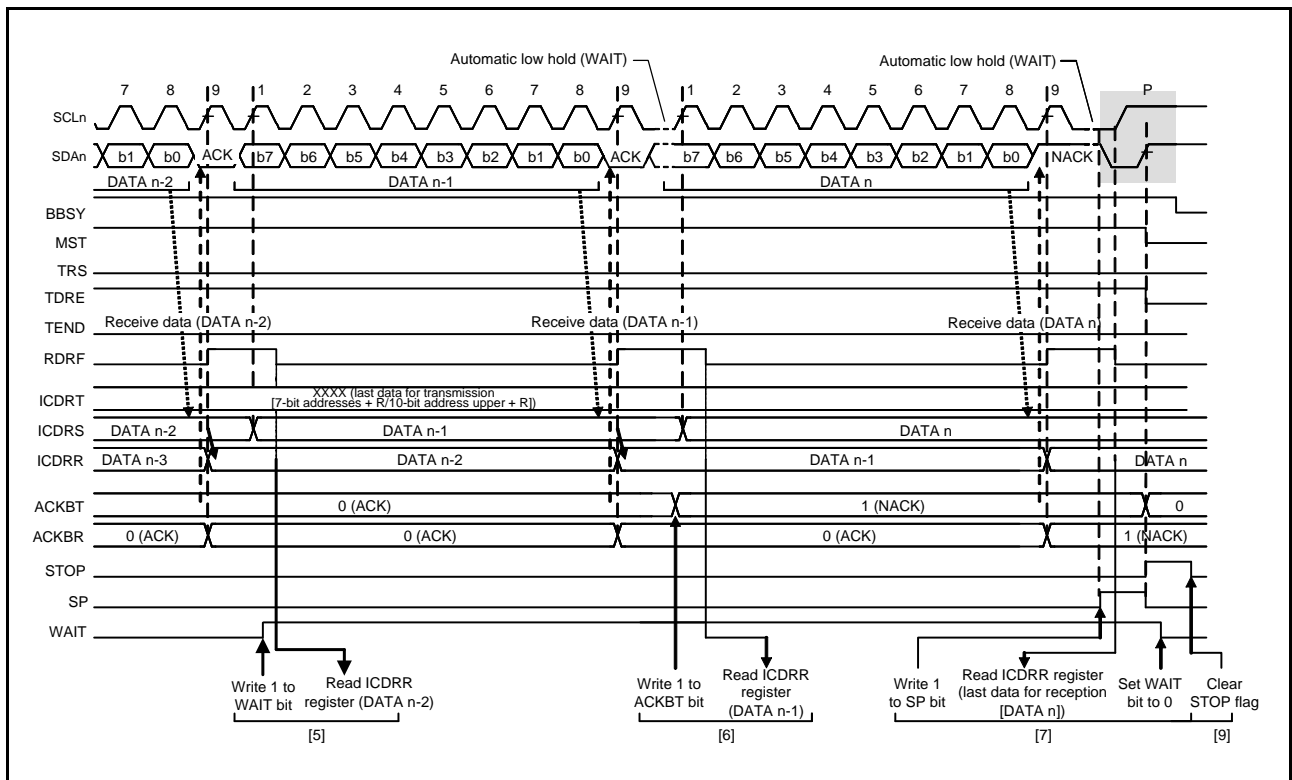 Automatic low hold (WAIT)
Automatic low hold (WAIT)
7 8 9 1 2 3 4 5 6 7 8 9 1 2 3 4 5 6 7 8 9 P
SCLn
SDAn b1 b0 ACK b7 b6 b5 b4 b3 b2 b1 b0 ACK b7 b6 b5 b4 b3 b2 b1 b0 NACK
DATA n-2 DATA n-1 DATA n
BBSY
MST
TRS
TDRE
Receive data (DATA n-2) Receive data (DATA n-1) Receive data (DATA n)
TEND
RDRF
XXXX (last data for transmission
ICDRT
[7-bit addresses + R/10-bit address upper + R])
ICDRS DATA n-2 DATA n-1 DATA n
ICDRR DATA n-3 DATA n-2 DATA n-1 DATA n
ACKBT 0 (ACK) 1 (NACK) 0
ACKBR 0 (ACK) 0 (ACK) 0 (ACK) 1 (NACK)
STOP
SP
WAIT
Write 1 to
WAIT bit
Read ICDRR
register (DATA n-2)
[5]
Write 1 to
ACKBT bit
Read ICDRR
register
(DATA n-1)
[6]
Write 1
to SP bit
Read ICDRR register
(last data for reception
[DATA n])
Set WAIT
bit to 0
[7]
Clear
STOP flag
[9]